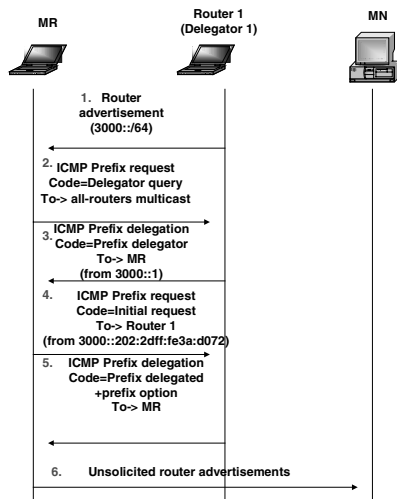 MR
Router 1
(Delegator 1)
MN
1. Router
advertisement
(3000::/64)
2. ICMP Prefix request
Code=Delegator query
To-> all-routers multicast
3. ICMP Prefix delegation
Code=Prefix delegator
To-> MR
(from 3000::1)
4. ICMP Prefix request
Code=Initial request
To-> Router 1
(from 3000::202:2dff:fe3a:d072)
5. ICMP Prefix delegation
Code=Prefix delegated
+prefix option
To-> MR
6. Unsolicited router advertisements